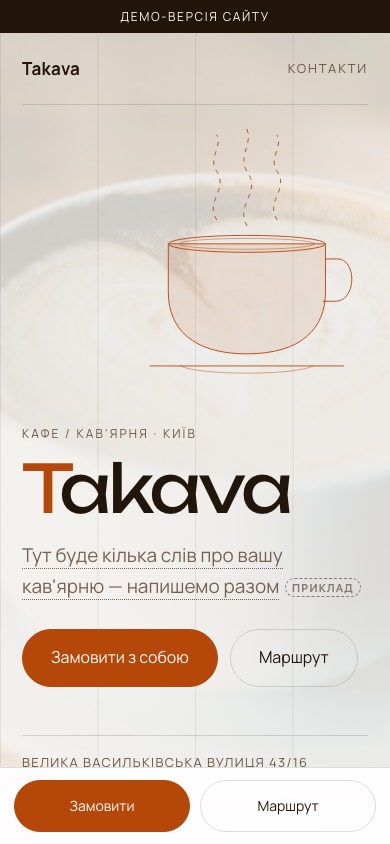 ДЕМО-ВЕРСІЯ САЙТУ
Takava
КОНТАКТИ
КАФЕ / КАВ'ЯРНЯ · КИЇВ
Takava
Тут буде кілька слів про вашу
кав'ярню — напишемо разом ПРИКЛАД
Замовити з собою
Маршрут
ВЕЛИКА ВАСИЛЬКІВСЬКА ВУЛИЦЯ 43/16
Замовити
Маршрут